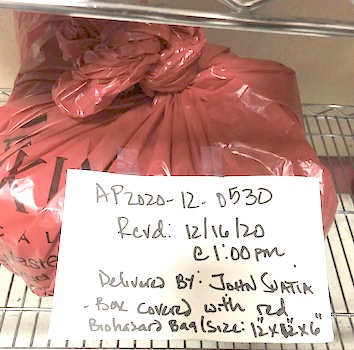 AP2020-12-0530
Rcvd: 12/16/20
@ 1:00 pm
Delivered By: JOHN
- Box covered with red
Biohazard Bag/Size: 12"x12"x6"